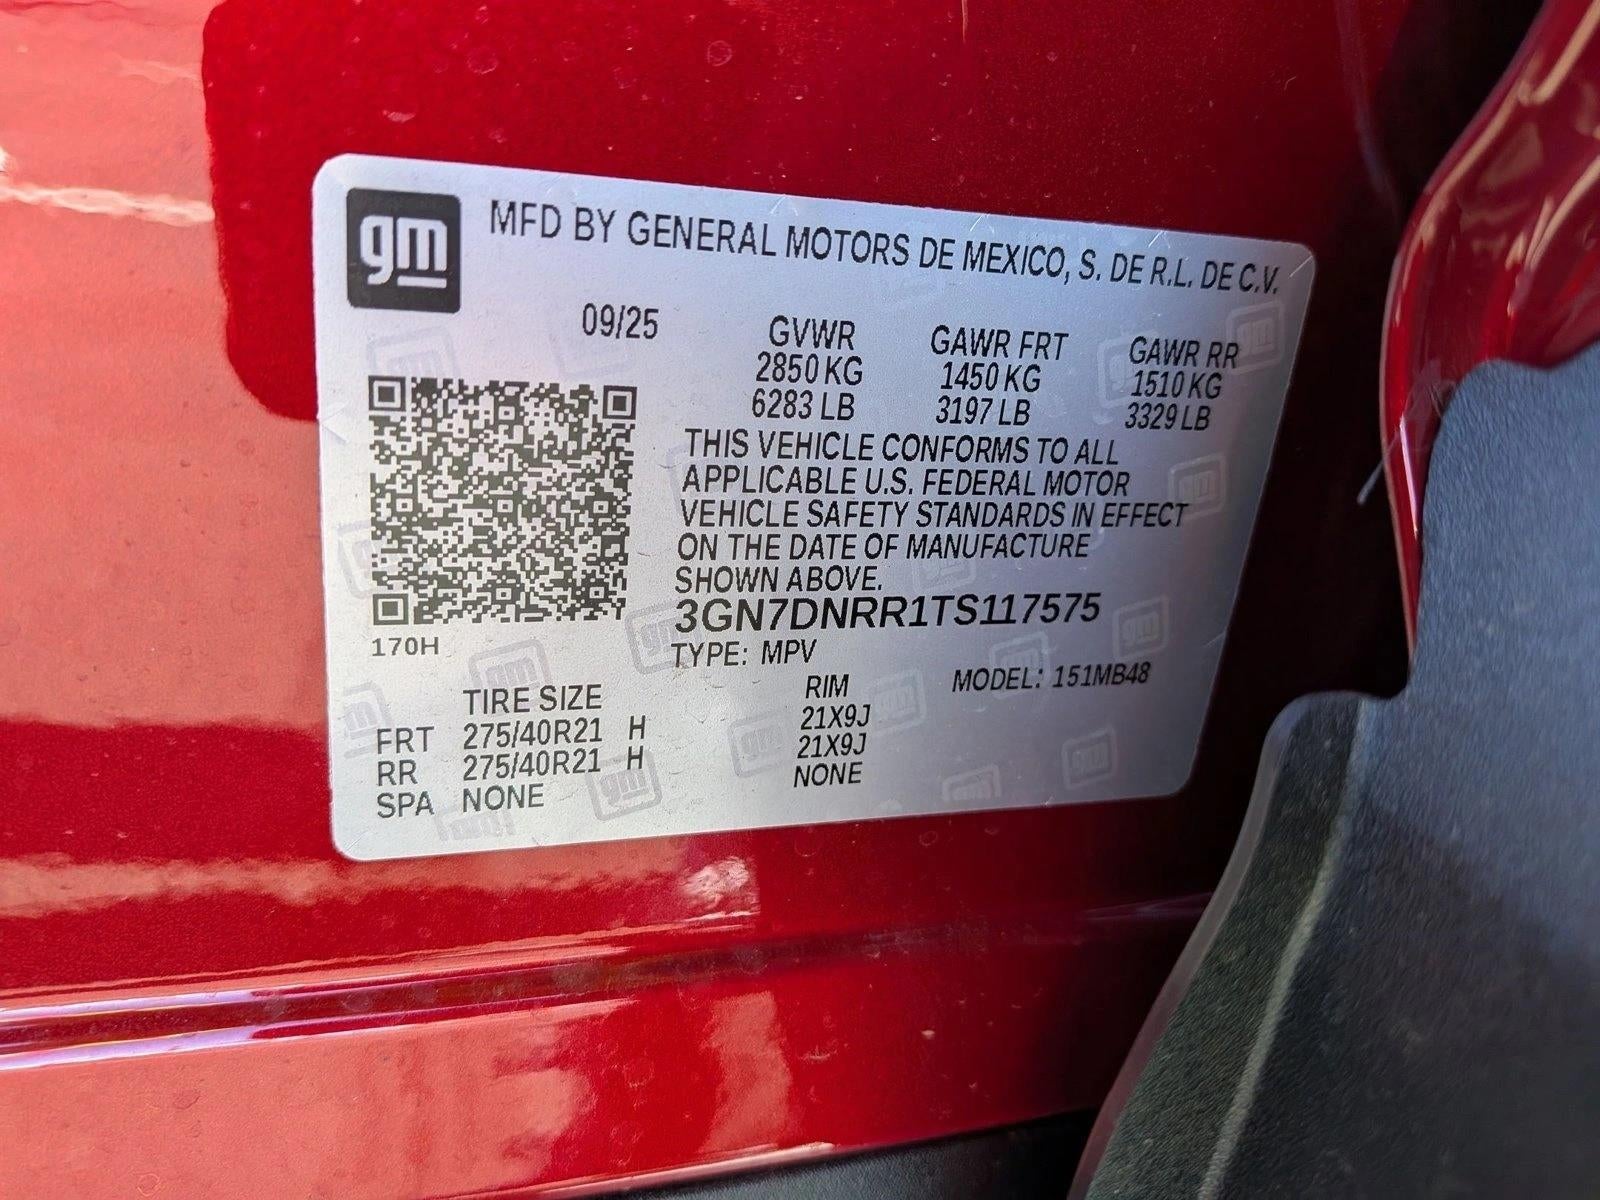 gm MFD BY GENERAL MOTORS DE MEXICO, S. DE R.L. DE C.V.
09/25 GVWR GAWR FRT GAWR RR
2850 KG 1450 KG 1510 KG
6283 LB 3197 LB 3329 LB
THIS VEHICLE CONFORMS TO ALL
APPLICABLE U.S. FEDERAL MOTOR
VEHICLE SAFETY STANDARDS IN EFFECT
ON THE DATE OF MANUFACTURE
SHOWN ABOVE.
3GN7DNRR1TS117575
170H
TYPE: MPV
MODEL: 151MB48
TIRE SIZE RIM
FRT 275/40R21 H 21X9J
RR 275/40R21 H 21X9J
SPA NONE NONE